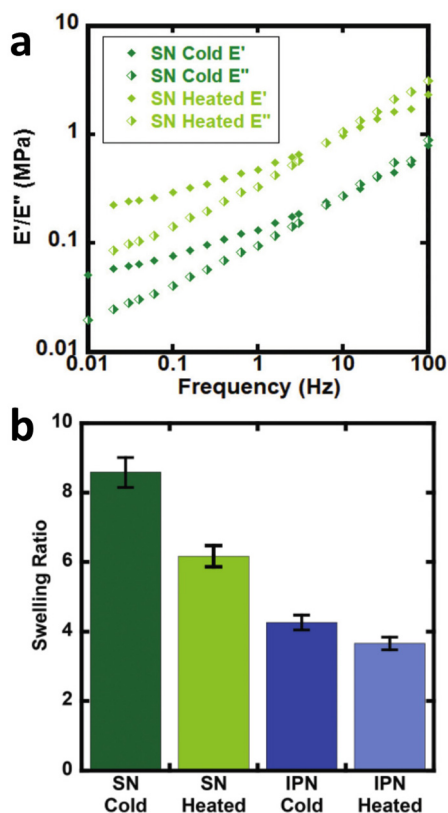 a
SN Cold E'
SN Cold E"
SN Heated E'
SN Heated E"
E'/E" (MPa)
10
1
0.1
0.01
0.01 0.1 1 10 100
Frequency (Hz)
b
Swelling Ratio
10
8
6
4
2
0
SN Cold
SN Heated
IPN Cold
IPN Heated